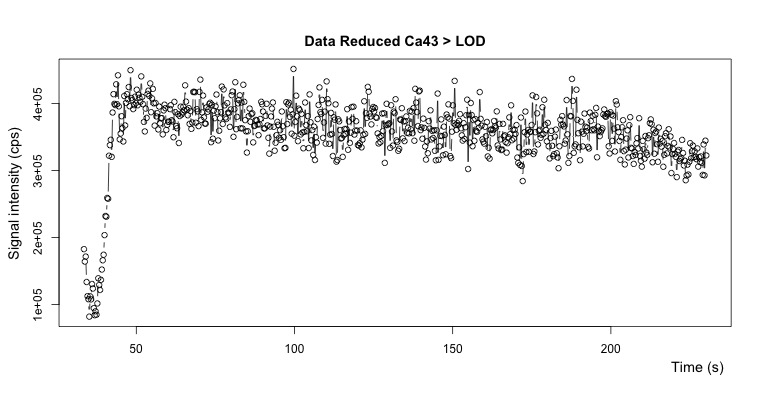 Data Reduced Ca43 > LOD
Signal intensity (cps)
4e+05
3e+05
2e+05
1e+05
50 100 150 200
Time (s)